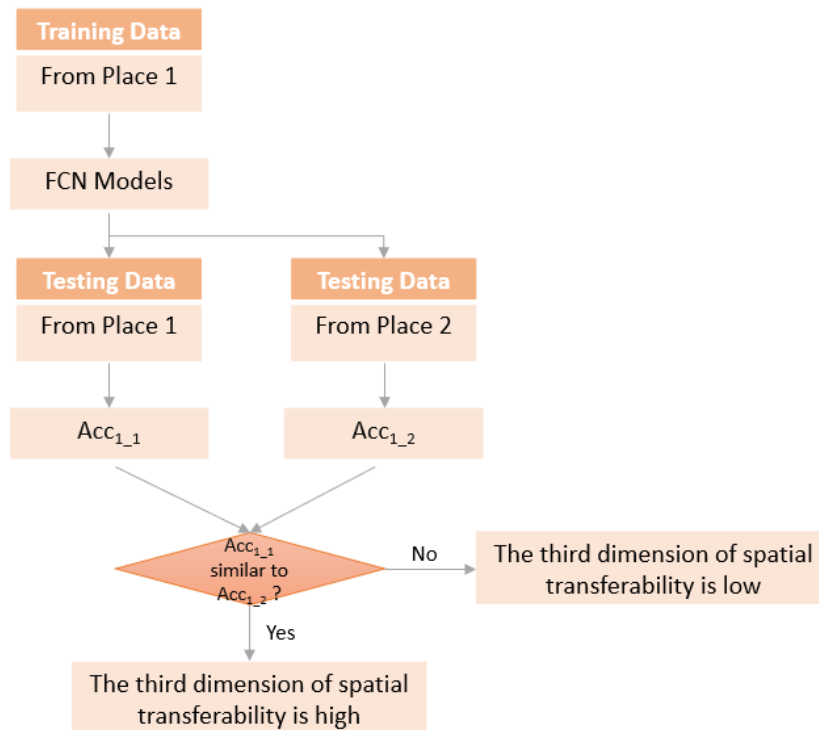 Training Data
From Place 1
FCN Models
Testing Data
From Place 1
Testing Data
From Place 2
Acc1_1
Acc1_2
Acc1_1
similar to
Acc1_2 ?
No
The third dimension of spatial
transferability is low
Yes
The third dimension of spatial
transferability is high